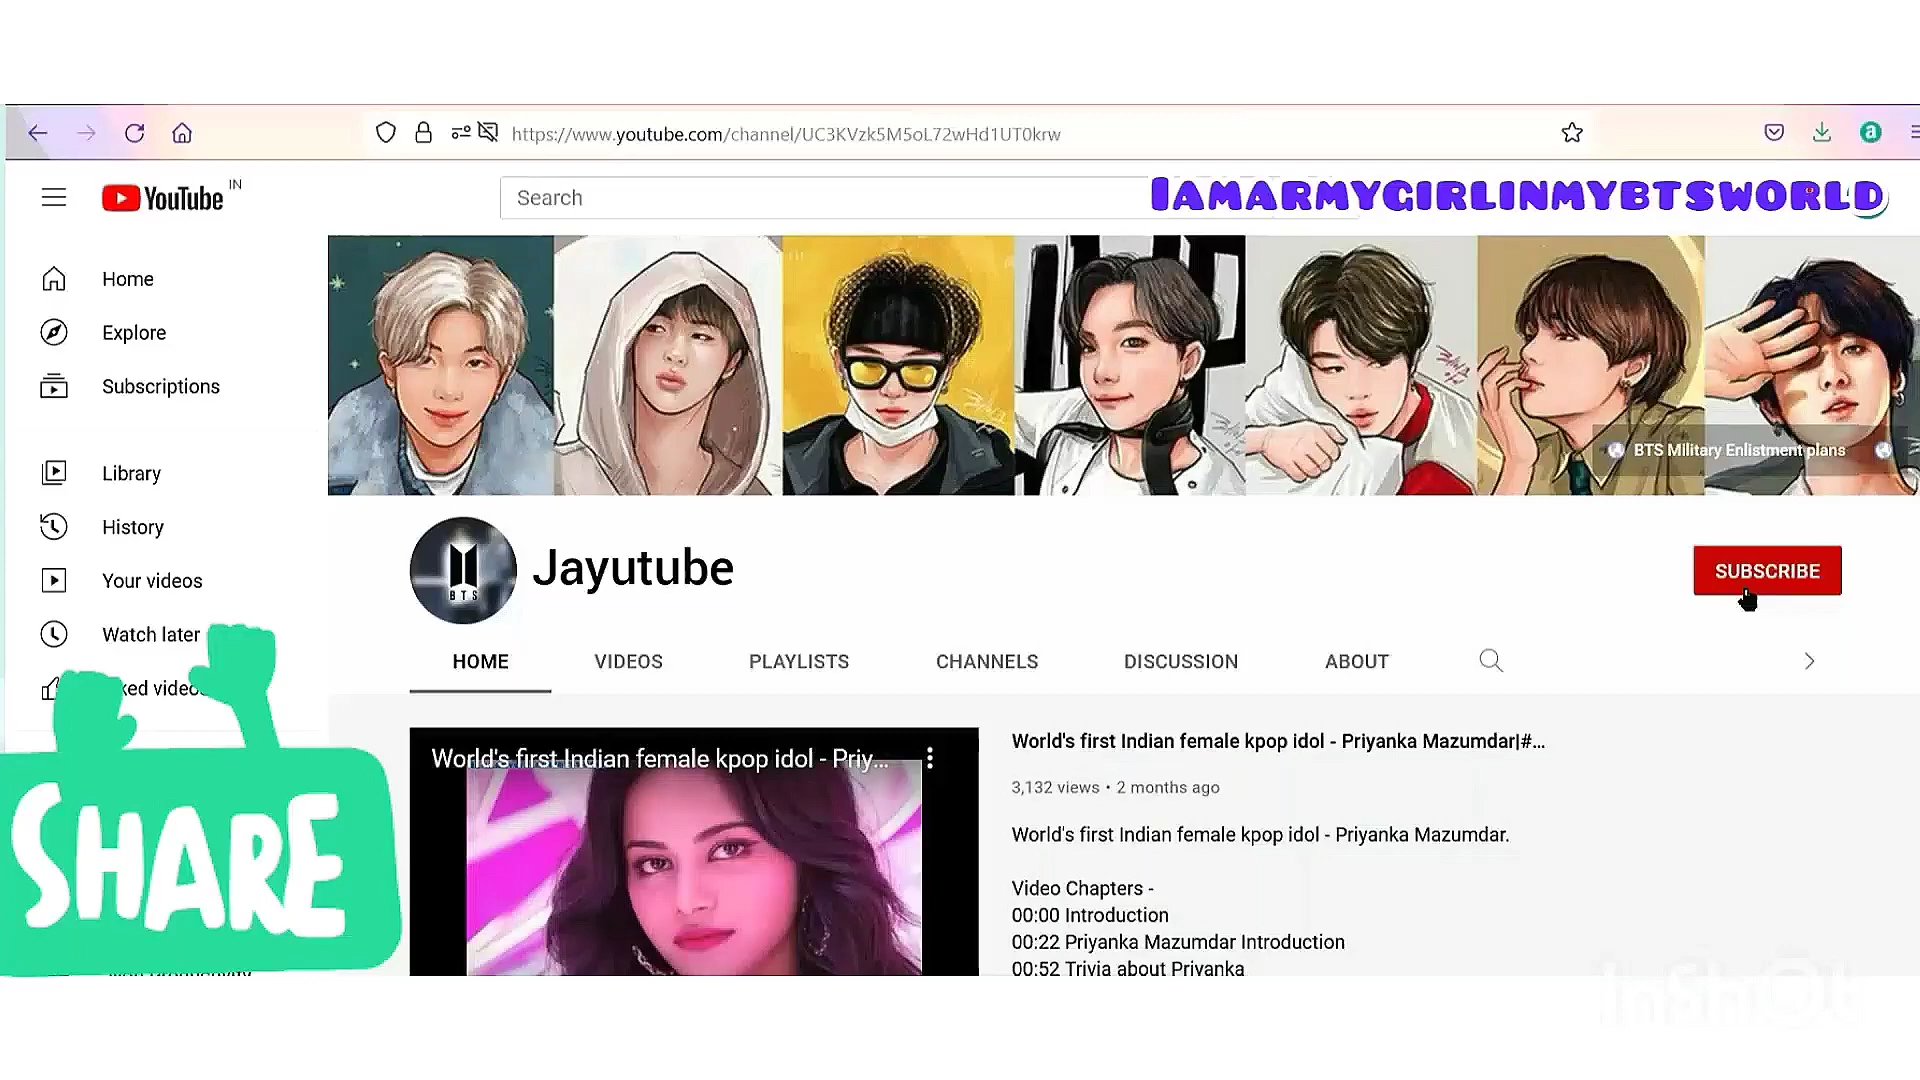 https://www.youtube.com/channel/UC3KVzk5M5oL72wHd1UT0krw
YouTube IN
Search
IAMARMYGIRLINMYBTSWORLD
Home
Explore
Subscriptions
Library
History
Your videos
Watch later
ked videos
BTS Military Enlistment plans
BTS
Jayutube
SUBSCRIBE
HOME VIDEOS PLAYLISTS CHANNELS DISCUSSION ABOUT
World's first Indian female kpop idol - Priy...
World's first Indian female kpop idol - Priyanka Mazumdar|#...
3,132 views • 2 months ago
World's first Indian female kpop idol - Priyanka Mazumdar.
Video Chapters -
00:00 Introduction
00:22 Priyanka Mazumdar Introduction
00:52 Trivia about Priyanka
SHARE
InShOt